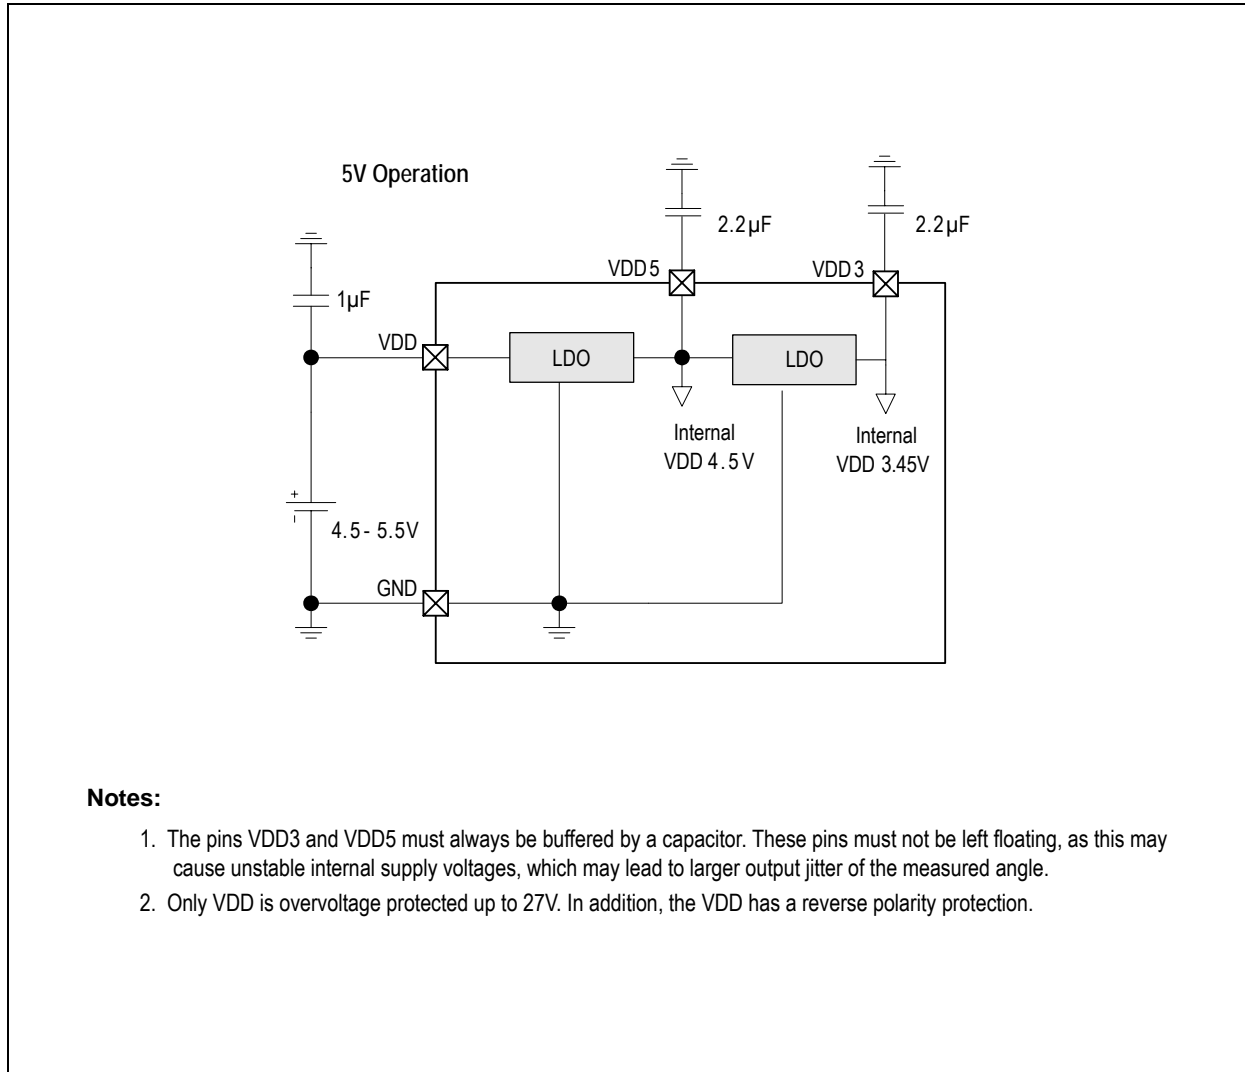 5V Operation
2.2µF
2.2µF
VDD5
VDD3
1µF
VDD
LDO
LDO
Internal
VDD 4.5V
Internal
VDD 3.45V
+
-
4.5- 5.5V
GND
Notes:
1. The pins VDD3 and VDD5 must always be buffered by a capacitor. These pins must not be left floating, as this may
cause unstable internal supply voltages, which may lead to larger output jitter of the measured angle.
2. Only VDD is overvoltage protected up to 27V. In addition, the VDD has a reverse polarity protection.